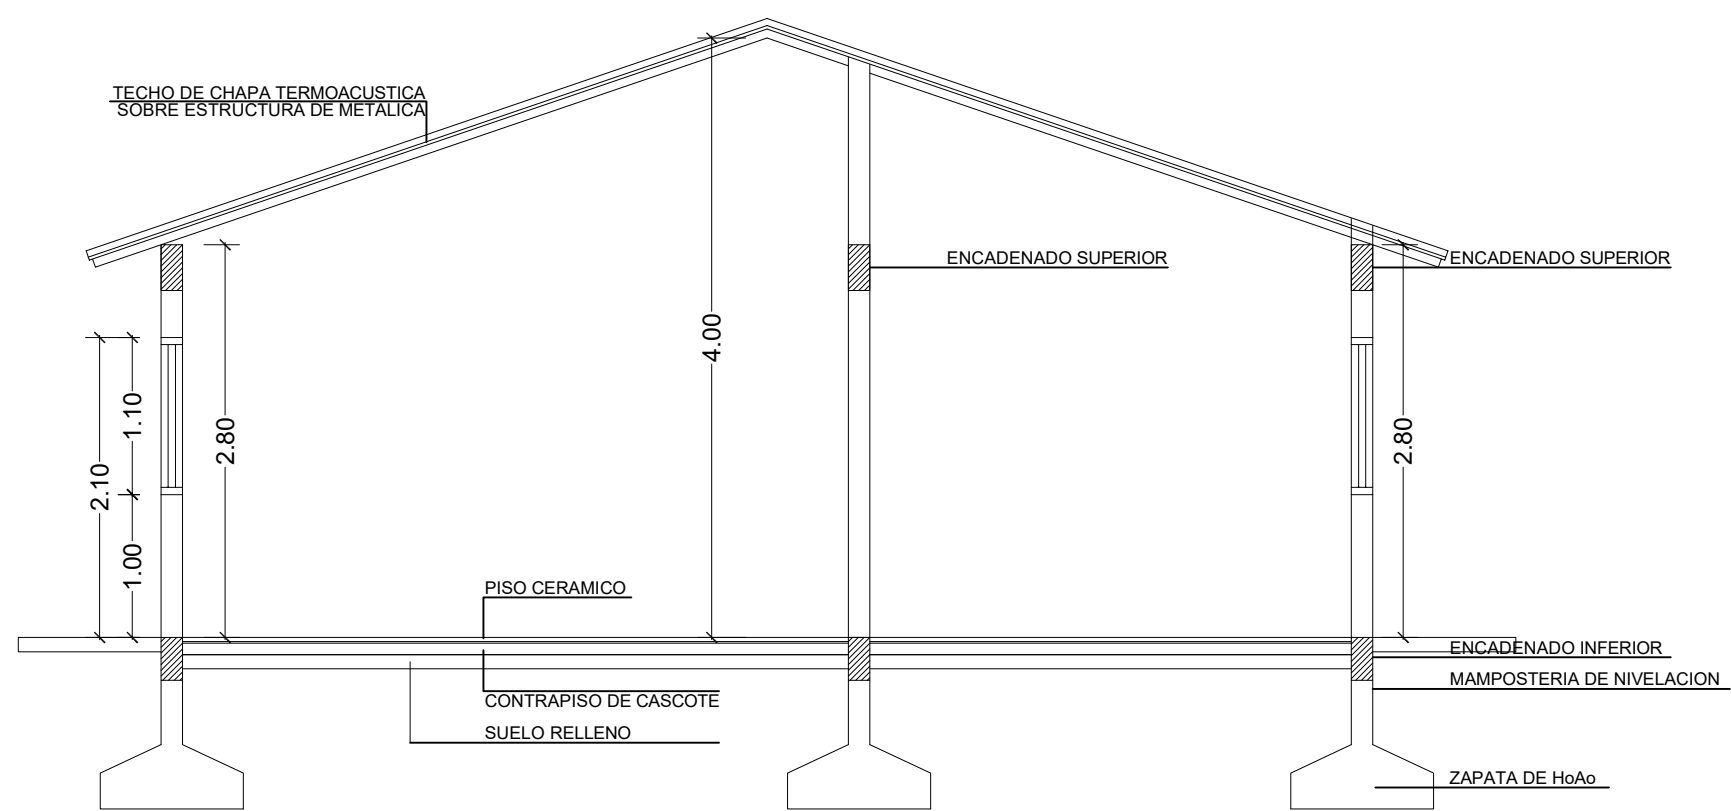 TECHO DE CHAPA TERMOACUSTICA
SOBRE ESTRUCTURA DE METALICA
ENCADENADO SUPERIOR
ENCADENADO SUPERIOR
4.00
1.10
2.80
2.80
2.10
1.00
PISO CERAMICO
ENCADENADO INFERIOR
MAMPOSTERIA DE NIVELACION
CONTRAPISO DE CASCOTE
SUELO RELLENO
ZAPATA DE HoAo